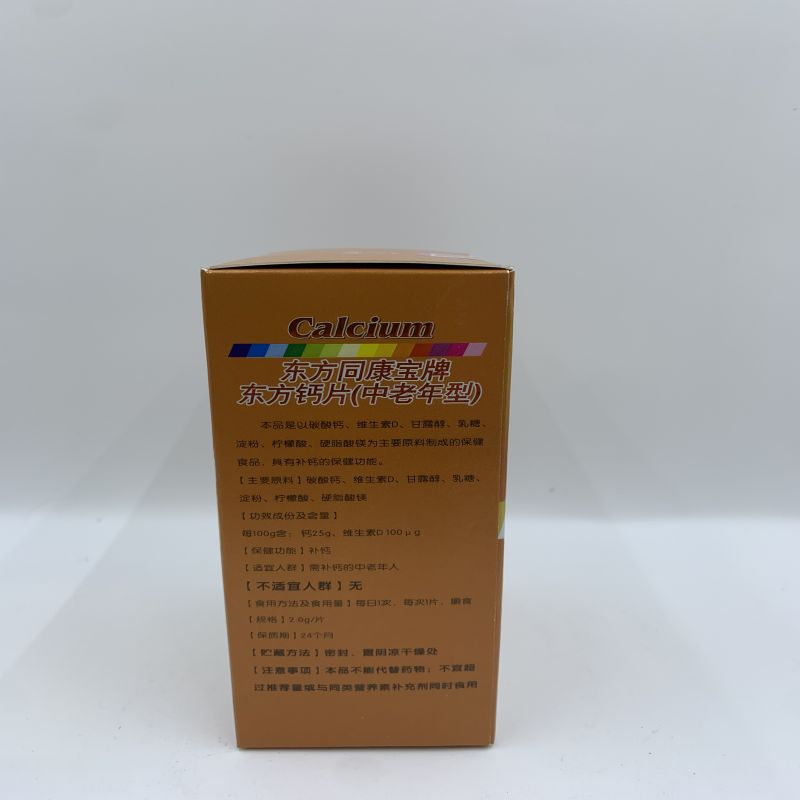 Calcium
东方同康宝牌
东方钙片(中老年型)
本品是以碳酸钙、维生素D、甘露醇、乳糖、
淀粉、柠檬酸、硬脂酸镁为主要原料制成的保健
食品，具有补钙的保健功能。
【主要原料】碳酸钙、维生素D、甘露醇、乳糖、
淀粉、柠檬酸、硬脂酸镁
【功效成份及含量】
每100g含：钙25g、维生素D 100μg
【保健功能】补钙
【适宜人群】需补钙的中老年人
【不适宜人群】无
【食用方法及食用量】每日1次，每次1片，嚼食
【规格】2.0g/片
【保质期】24个月
【贮藏方法】密封、置阴凉干燥处
【注意事项】本品不能代替药物；不宜超
过推荐量或与同类营养素补充剂同时食用